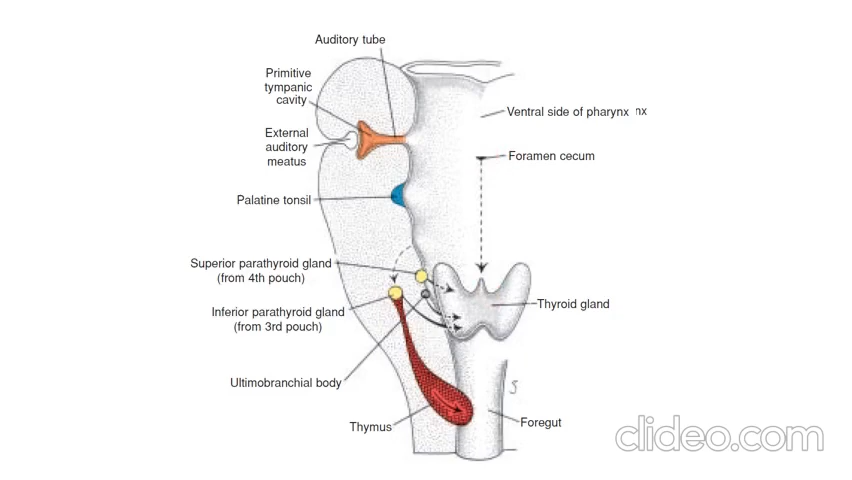 Auditory tube
Primitive
tympanic
cavity
Ventral side of pharynx nx
External
auditory
meatus
Foramen cecum
Palatine tonsil
Superior parathyroid gland
(from 4th pouch)
Thyroid gland
Inferior parathyroid gland
(from 3rd pouch)
Ultimobranchial body
S
Thymus
Foregut
clideo.com